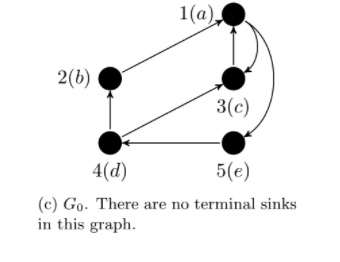 1(a)
2(b)
3(c)
4(d)
5(e)
(c) G₀. There are no terminal sinks
in this graph.